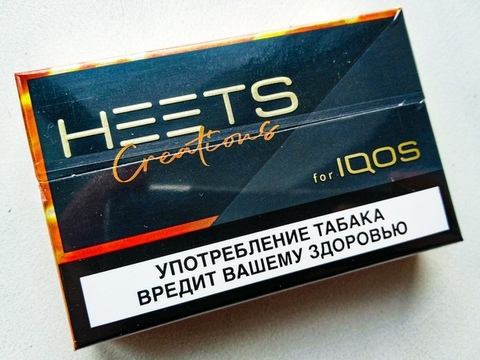 HEETS
Creations
for IQOS
УПОТРЕБЛЕНИЕ ТАБАКА
ВРЕДИТ ВАШЕМУ ЗДОРОВЬЮ